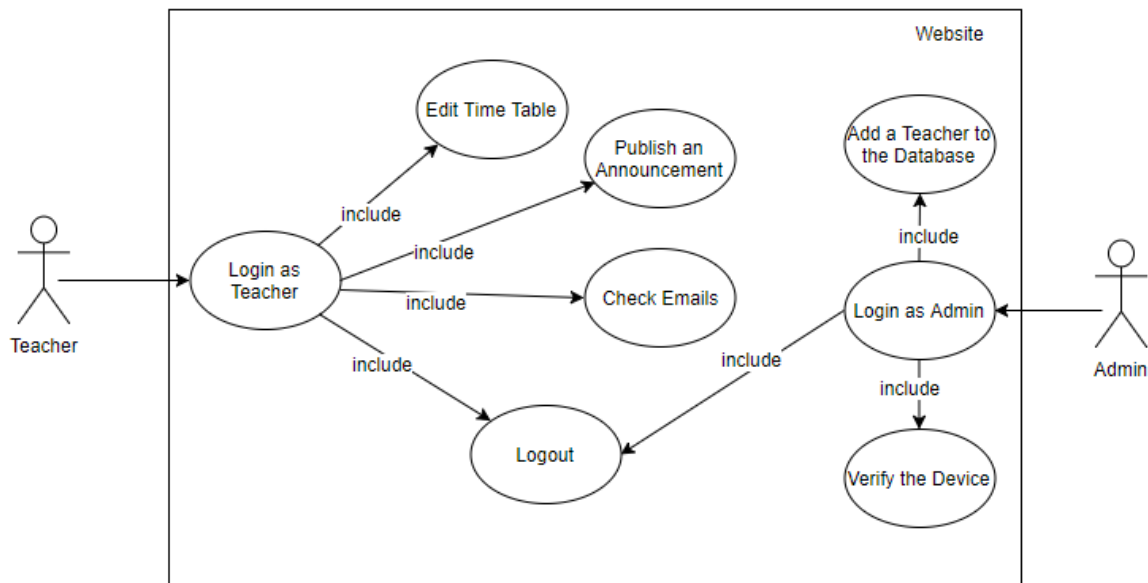 Website
Edit Time Table
Publish an
Announcement
Add a Teacher to
the Database
include
include
include
Login as
Teacher
include
Check Emails
Login as Admin
Teacher
include
include
Admin
include
Logout
Verify the Device